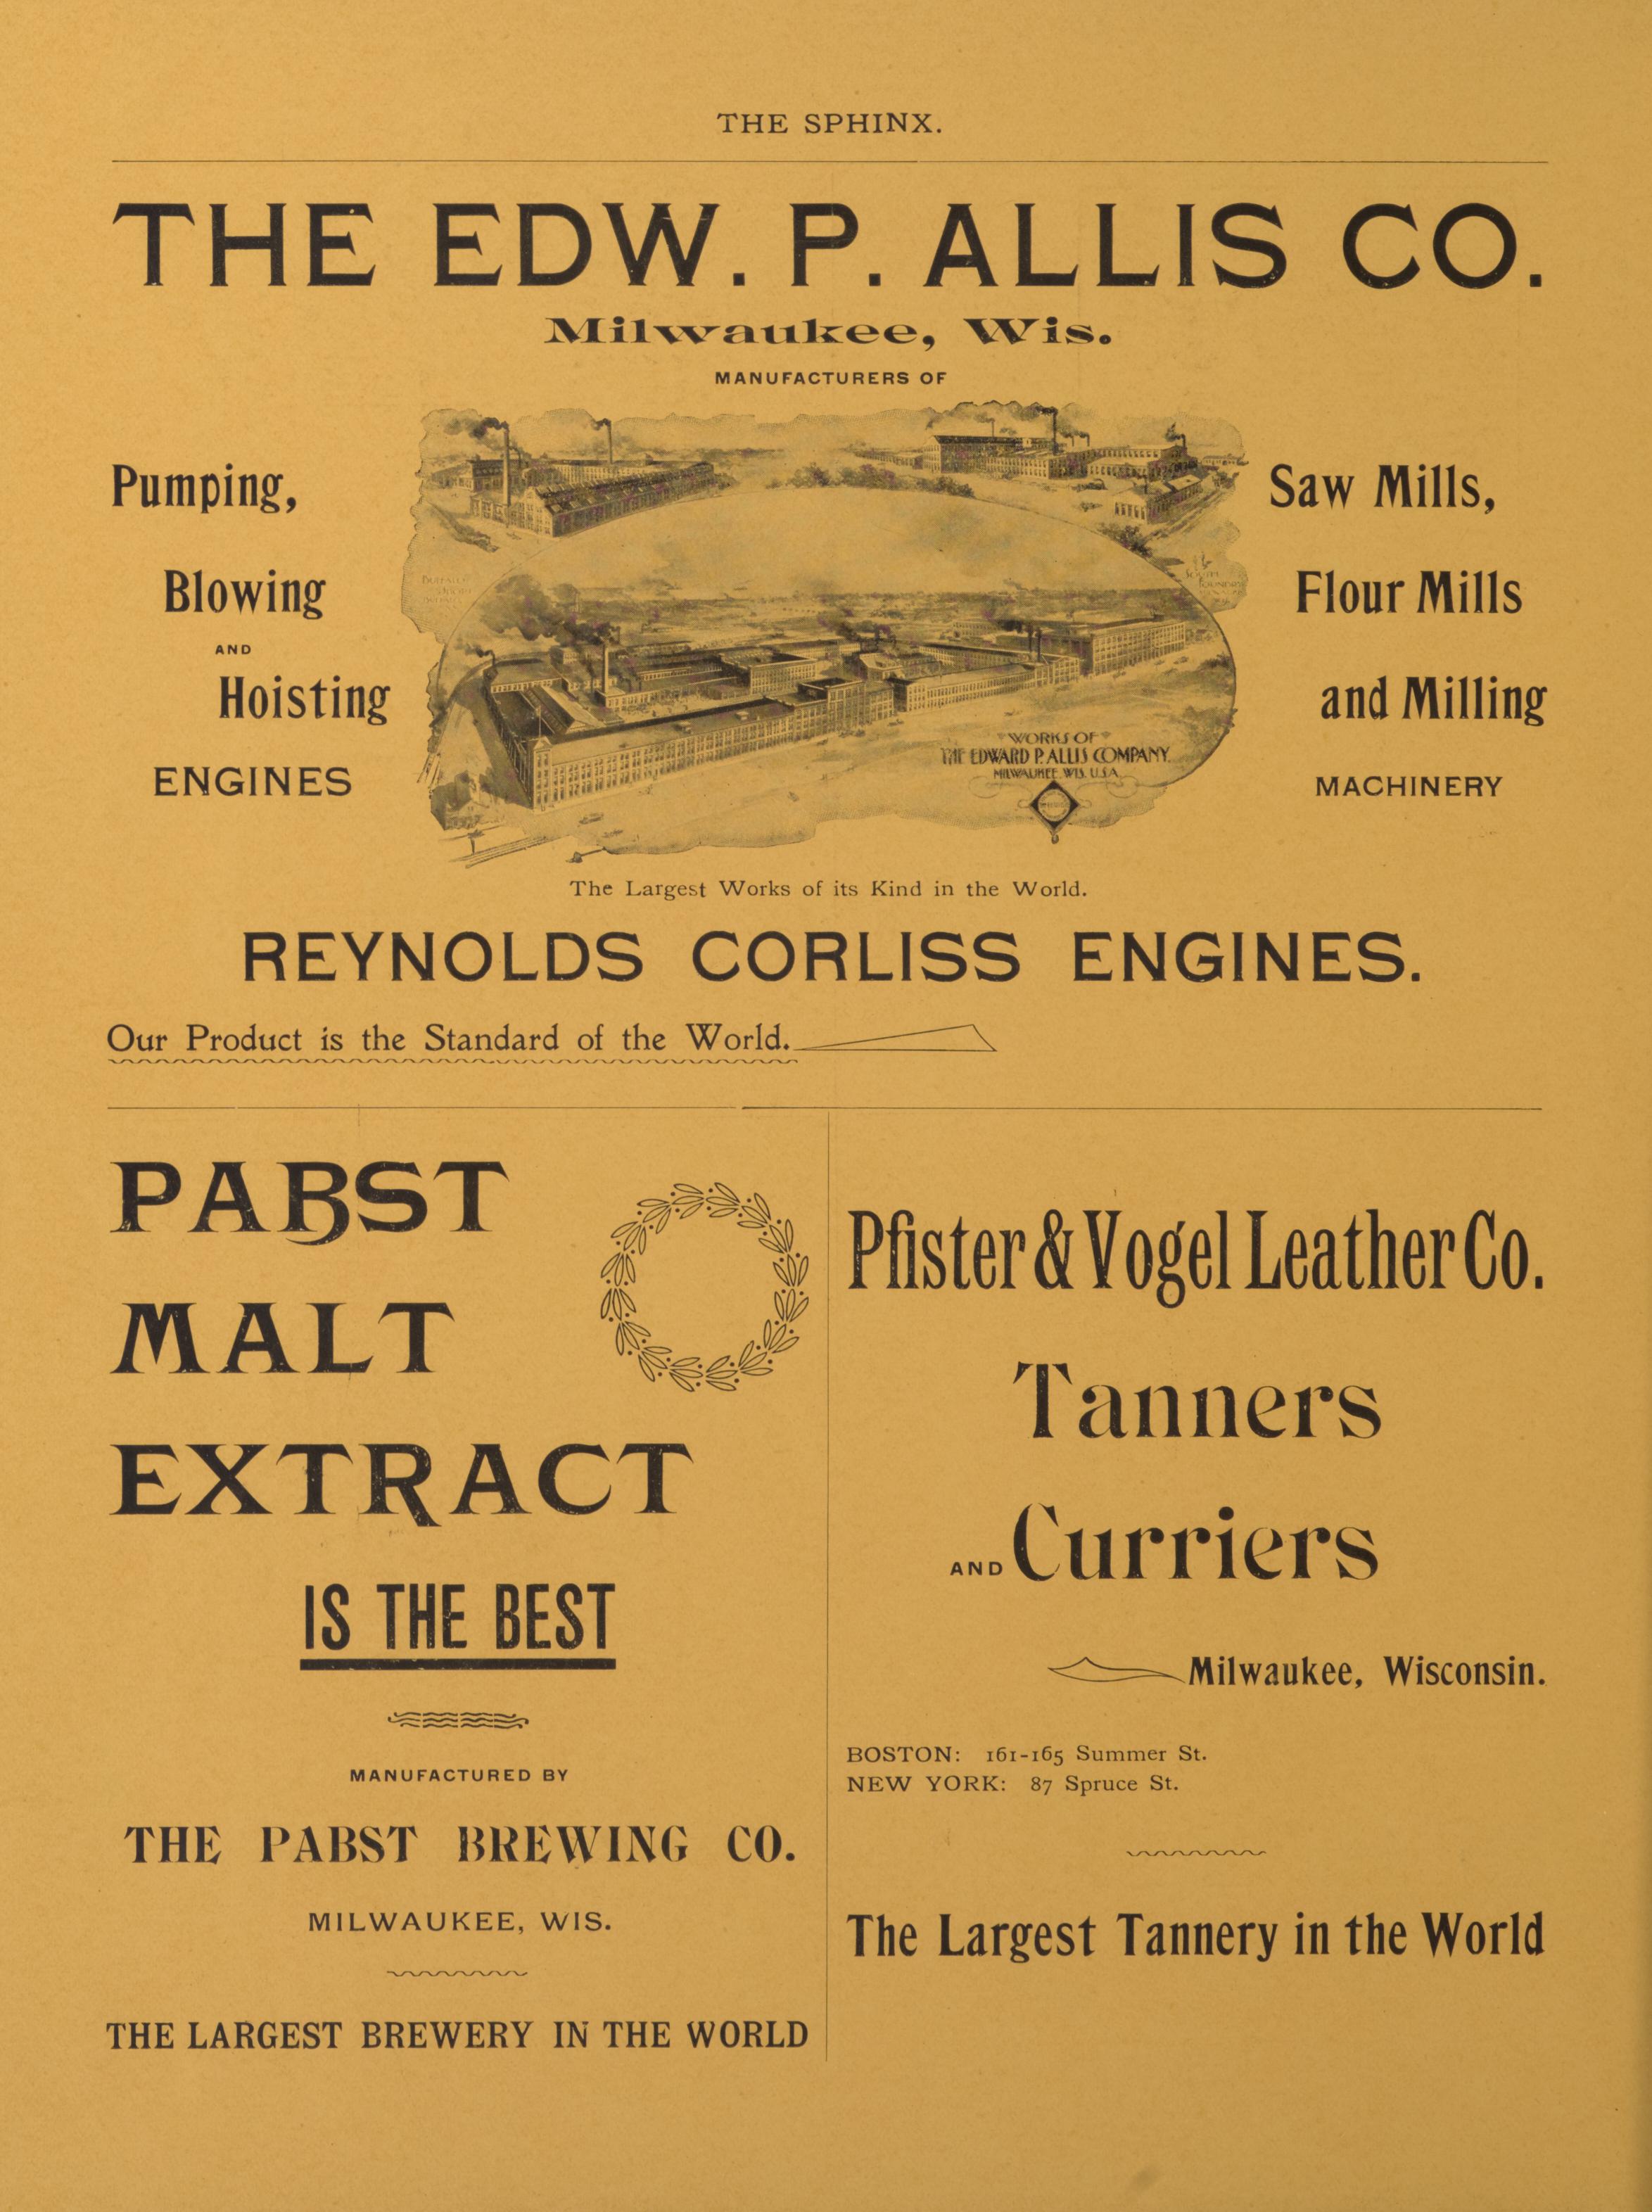 THE SPHINX.
THE EDW. P. ALLIS CO.
Milwaukee, Wis.
MANUFACTURERS OF
Pumping,
Blowing
AND
Hoisting
ENGINES
Saw Mills,
Flour Mills
and Milling
MACHINERY
WORKS OF
THE EDWARD P. ALLIS COMPANY.
MILWAUKEE, WIS. U.S.A.
The Largest Works of its Kind in the World.
REYNOLDS CORLISS ENGINES.
Our Product is the Standard of the World.
PABST
MALT
EXTRACT
IS THE BEST
MANUFACTURED BY
THE PABST BREWING CO.
MILWAUKEE, WIS.
THE LARGEST BREWERY IN THE WORLD
Pfister & Vogel Leather Co.
Tanners
AND Curriers
Milwaukee, Wisconsin.
BOSTON: 161-165 Summer St.
NEW YORK: 87 Spruce St.
The Largest Tannery in the World